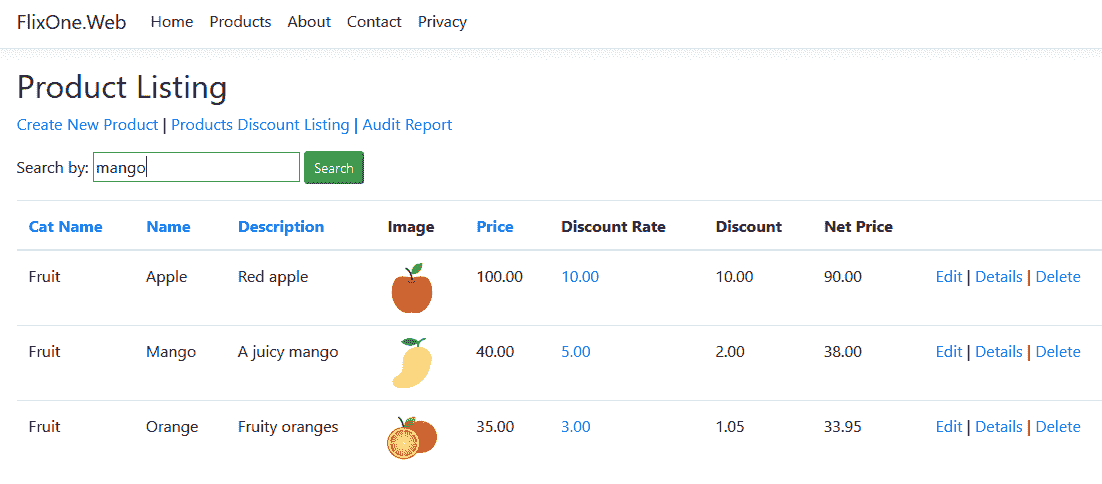 FlixOne.Web Home Products About Contact Privacy
Product Listing
Create New Product | Products Discount Listing | Audit Report
Search by: mango Search
Cat Name Name Description Image Price Discount Rate Discount Net Price
Fruit Apple Red apple 100.00 10.00 10.00 90.00 Edit | Details | Delete
Fruit Mango A juicy mango 40.00 5.00 2.00 38.00 Edit | Details | Delete
Fruit Orange Fruity oranges 35.00 3.00 1.05 33.95 Edit | Details | Delete